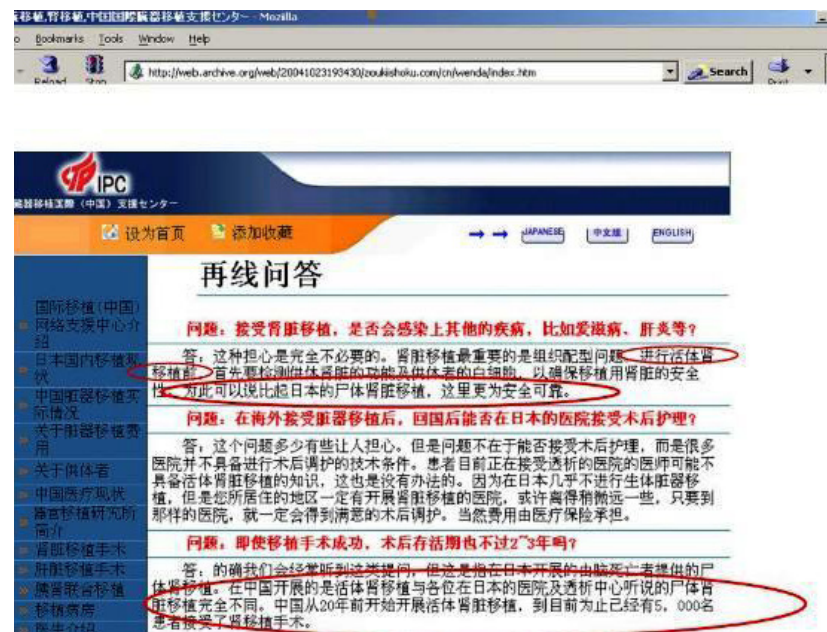 移植,肾移植,中国国際臓器移植支援センター - Mozilla
Bookmarks Tools Window Help
Reload Stop http://web.archive.org/web/20041023193430/zoukishoku.com/cn/wenda/index.htm Search Print
IPC
臓器移植国際（中国）支援センター
设为首页 添加收藏 JAPANESE 中文版 ENGLISH
再线问答
国际移植(中国)
网络支援中心介
绍
日本国内移植现
状
中国脏器移植实
际情况
关于脏器移植费
用
关于供体者
中国医疗现状
器官移植研究所
简介
肾脏移植手术
肝脏移植手术
胰肾联合移植
移植病房
医生介绍
问题：接受肾脏移植，是否会感染上其他的疾病，比如爱滋病、肝炎等？
答：这种担心是完全不必要的。肾脏移植最重要的是组织配型问题，进行活体肾
移植前，首先要检测供体肾脏的功能及供体者的白细胞，以确保移植用肾脏的安全
性。为此可以说比起日本的尸体肾脏移植，这里更为安全可靠。
问题：在海外接受脏器移植后，回国后能否在日本的医院接受术后护理？
答：这个问题多少有些让人担心。但是问题不在于能否接受术后护理，而是很多
医院并不具备进行术后调护的技术条件。患者目前正在接受透析的医院的医师可能不
具备活体肾脏移植的知识，这也是没有办法的。因为在日本几乎不进行生体脏器移
植，但是您所居住的地区一定有开展肾脏移植的医院，或许离得稍微远一些，只要到
那样的医院，就一定会得到满意的术后调护。当然费用由医疗保险承担。
问题：即使移植手术成功，术后存活期也不过2~3年吗？
答：的确我们会经常听到这类提问，但这是指在日本开展的由脑死亡者提供的尸
体肾移植。在中国开展的是活体肾移植与各位在日本的医院及透析中心听说的尸体肾
脏移植完全不同。中国从20年前开始开展活体肾脏移植，到目前为止已经有5，000名
患者接受了肾移植手术。